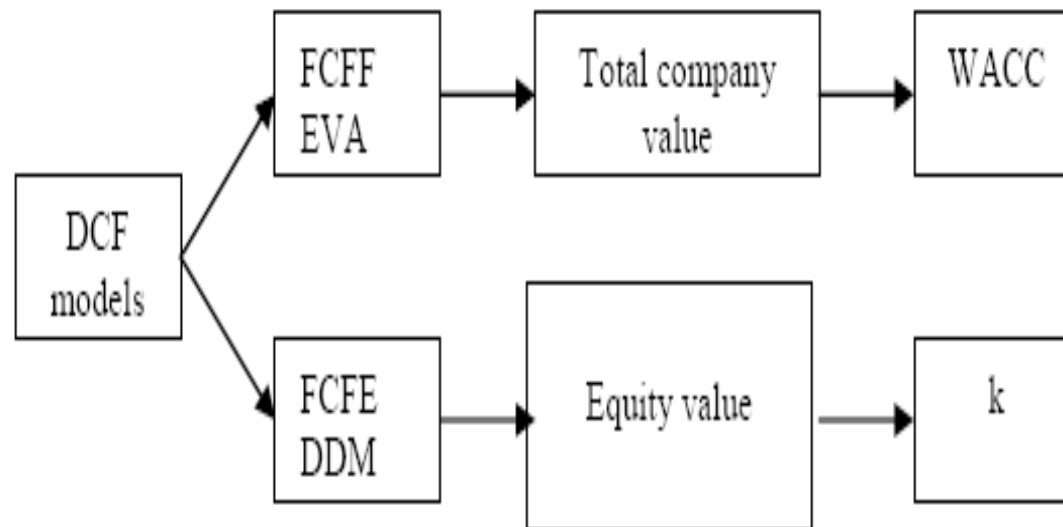 FCFF
EVA
Total company
value
WACC
DCF
models
FCFE
DDM
Equity value
k